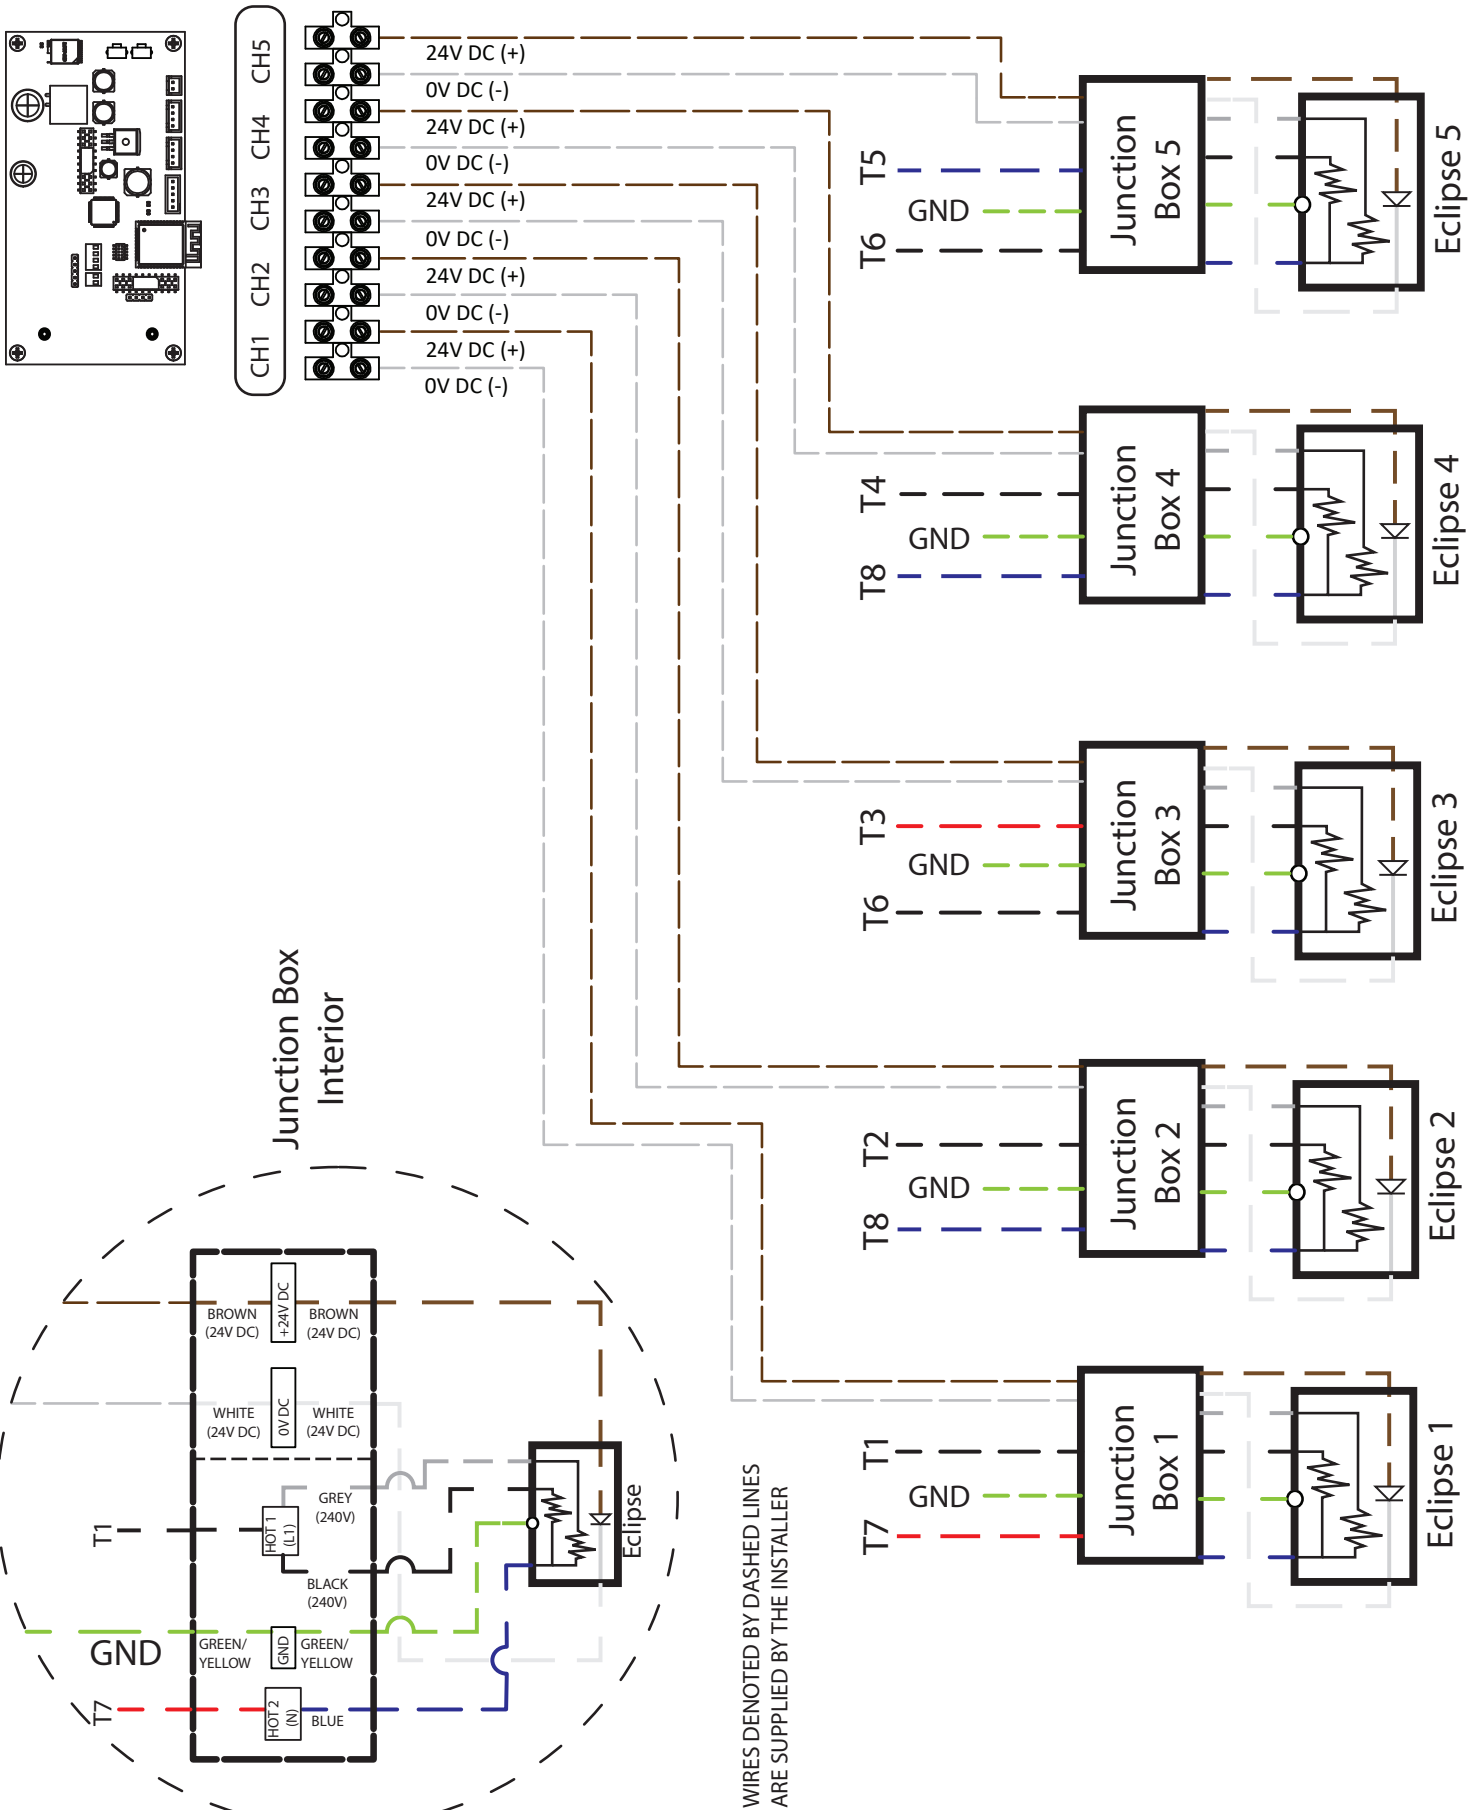 CH5
CH4
CH3
CH2
CH1
24V DC (+)
0V DC (-)
24V DC (+)
0V DC (-)
24V DC (+)
0V DC (-)
24V DC (+)
0V DC (-)
24V DC (+)
0V DC (-)
T5
GND
T6
Junction
Box 5
Eclipse 5
T4
GND
T8
Junction
Box 4
Eclipse 4
T3
GND
T6
Junction
Box 3
Eclipse 3
T2
GND
T8
Junction
Box 2
Eclipse 2
T1
GND
T7
Junction
Box 1
Eclipse 1
Junction Box
Interior
BROWN
(24V DC)
+24V DC
BROWN
(24V DC)
WHITE
(24V DC)
0V DC
WHITE
(24V DC)
T1
HOT 1
(L1)
GREY
(240V)
BLACK
(240V)
GND
GREEN/
YELLOW
GND
GREEN/
YELLOW
T7
HOT 2
(N)
BLUE
Eclipse
WIRES DENOTED BY DASHED LINES
ARE SUPPLIED BY THE INSTALLER